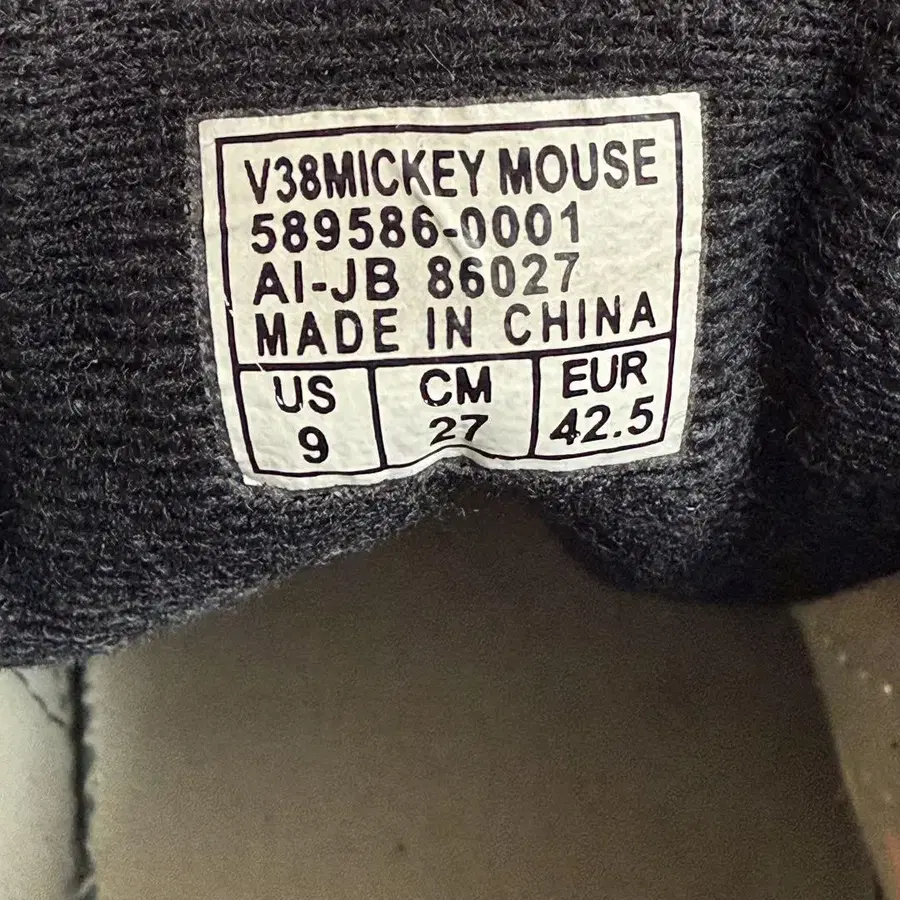 V38MICKEY MOUSE
589586-0001
AI-JB 86027
MADE IN CHINA
US CM EUR
9 27 42.5